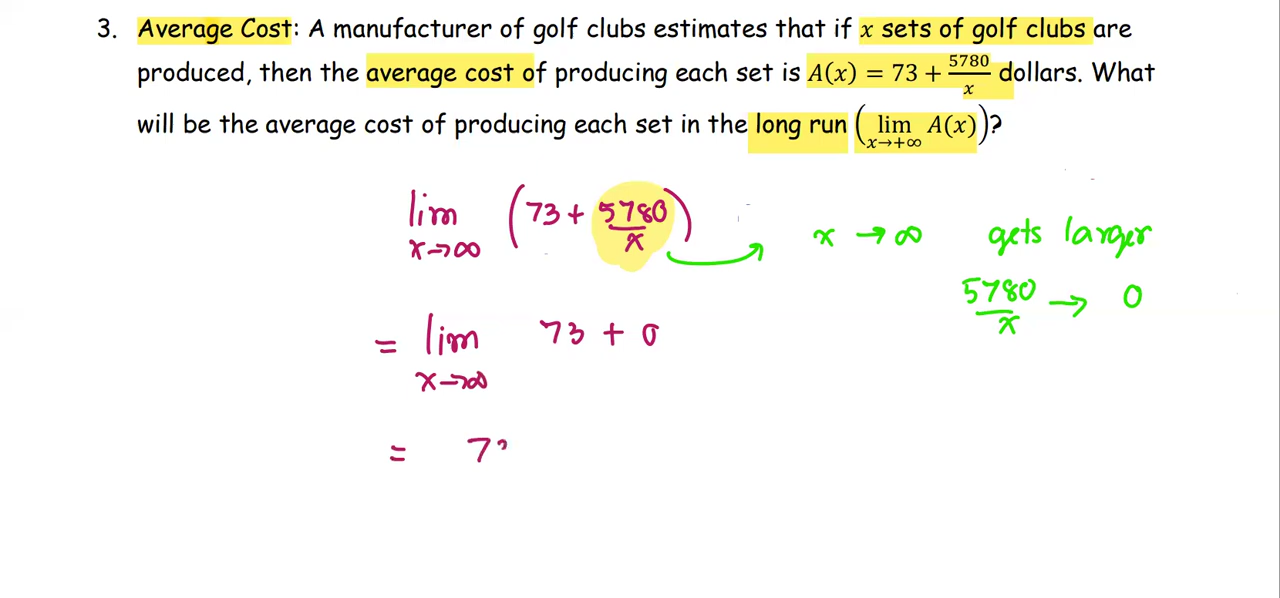 3. Average Cost: A manufacturer of golf clubs estimates that if x sets of golf clubs are
produced, then the average cost of producing each set is A(x) = 73 + 5780/x dollars. What
will be the average cost of producing each set in the long run (lim x→+∞ A(x))?
lim x→∞ (73 + 5780/x)
x → ∞ gets larger
5780/x → 0
= lim x→∞ 73 + 0
= 7